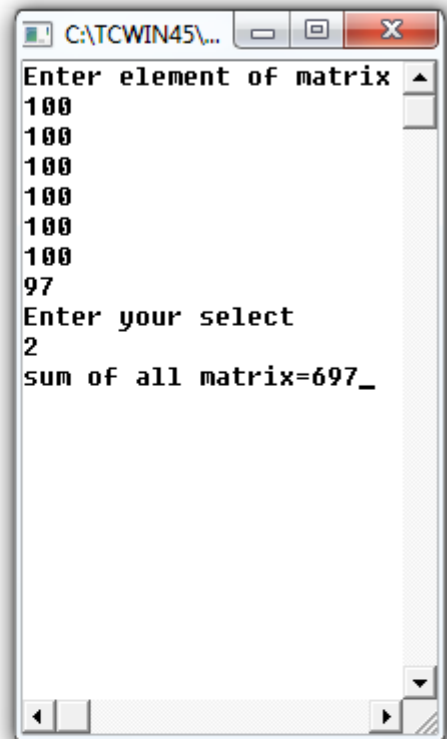 C:\TCWIN45\...
Enter element of matrix
100
100
100
100
100
100
97
Enter your select
2
sum of all matrix=697_